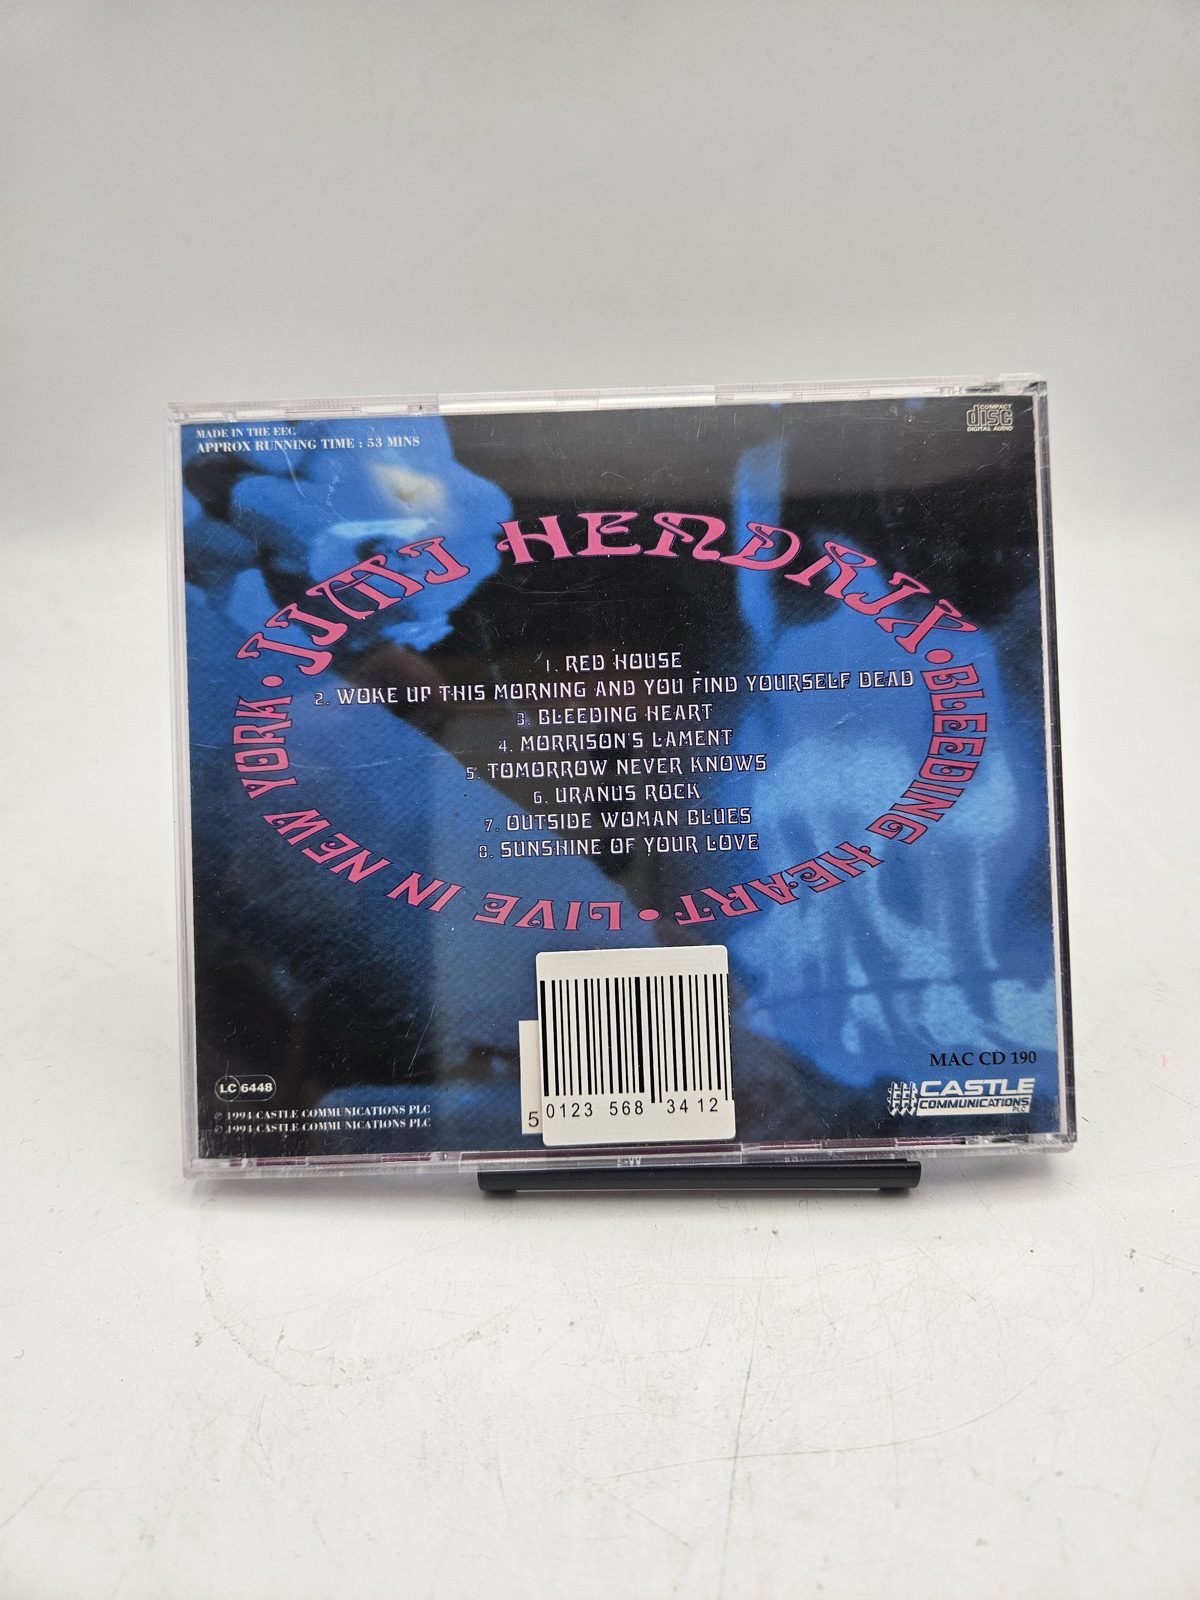 MADE IN THE EEC
APPROX RUNNING TIME : 53 MINS
COMPACT
disc
DIGITAL AUDIO
JIMI HENDRIX • BLEEDING HEART • LIVE IN NEW YORK •
1. RED HOUSE
2. WOKE UP THIS MORNING AND YOU FIND YOURSELF DEAD
3. BLEEDING HEART
4. MORRISON'S LAMENT
5. TOMORROW NEVER KNOWS
6. URANUS ROCK
7. OUTSIDE WOMAN BLUES
8. SUNSHINE OF YOUR LOVE
MAC CD 190
CASTLE
COMMUNICATIONS
PLC
LC 6448
℗ 1994 CASTLE COMMUNICATIONS PLC
© 1994 CASTLE COMMUNICATIONS PLC
5
0123 568 3412